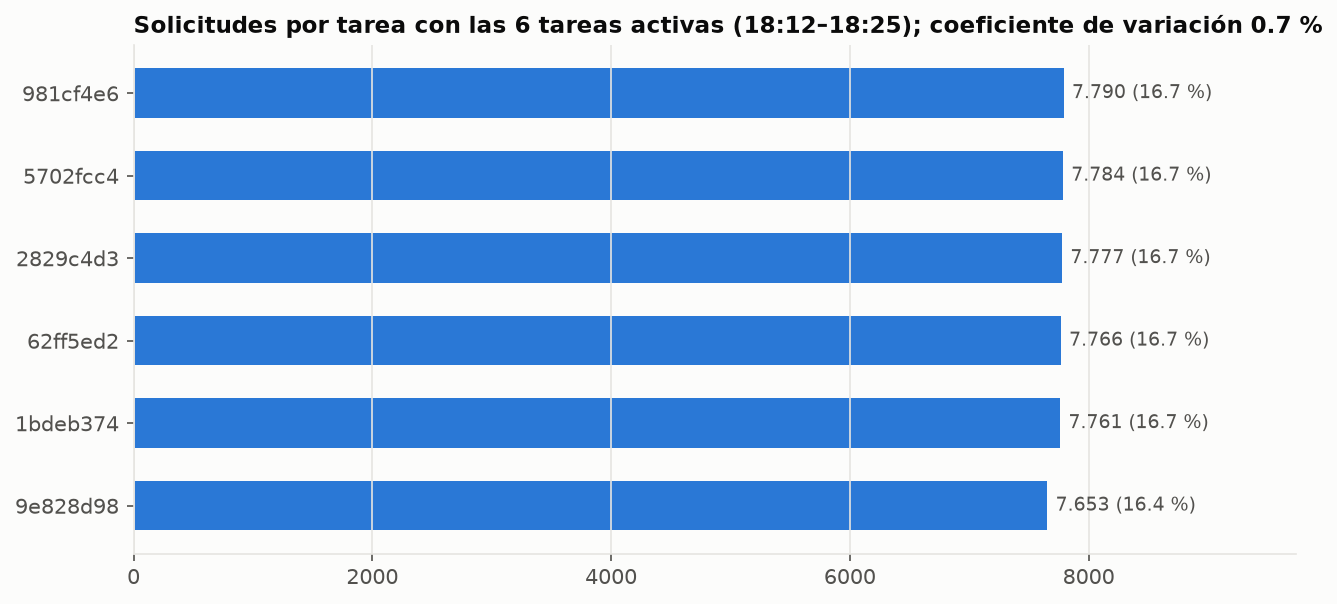 Solicitudes por tarea con las 6 tareas activas (18:12–18:25); coeficiente de variación 0.7 %
981cf4e6 7.790 (16.7 %)
5702fcc4 7.784 (16.7 %)
2829c4d3 7.777 (16.7 %)
62ff5ed2 7.766 (16.7 %)
1bdeb374 7.761 (16.7 %)
9e828d98 7.653 (16.4 %)
0 2000 4000 6000 8000